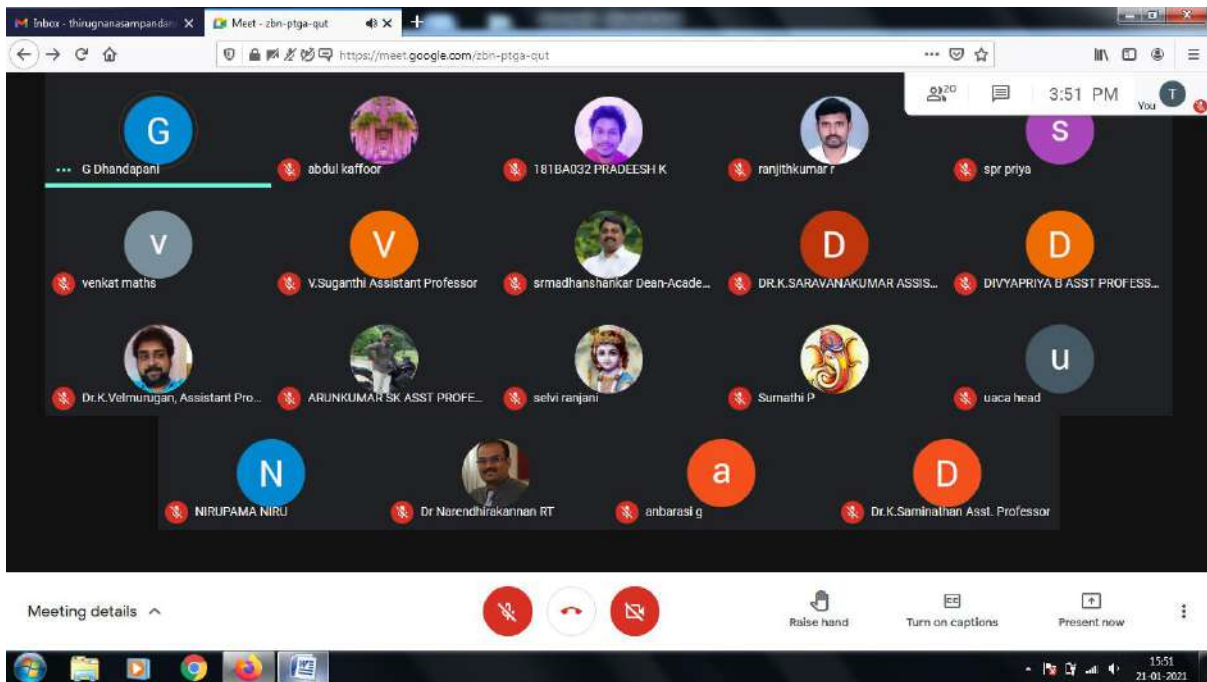 Inbox - thirugnanasampandan
Meet - zbn-ptga-qut
https://meet.google.com/zbn-ptga-qut
20
3:51 PM
You
T
G
S
G Dhandapani
abdul kaffoor
181BA032 PRADEESH K
ranjithkumar r
spr priya
V
V
D
D
venkat maths
V.Suganthi Assistant Professor
srmadhanshankar Dean-Acade...
DR.K.SARAVANAKUMAR ASSIS...
DIVYAPRIYA B ASST PROFESS...
u
Dr.K.Velmurugan, Assistant Pro...
ARUNKUMAR SK ASST PROFE...
selvi ranjani
Sumathi P
uaca head
N
a
D
NIRUPAMA NIRU
Dr Narendhirakannan RT
anbarasi g
Dr.K.Saminathan Asst. Professor
Meeting details
Raise hand
CC
Turn on captions
Present now
15:51
21-01-2021